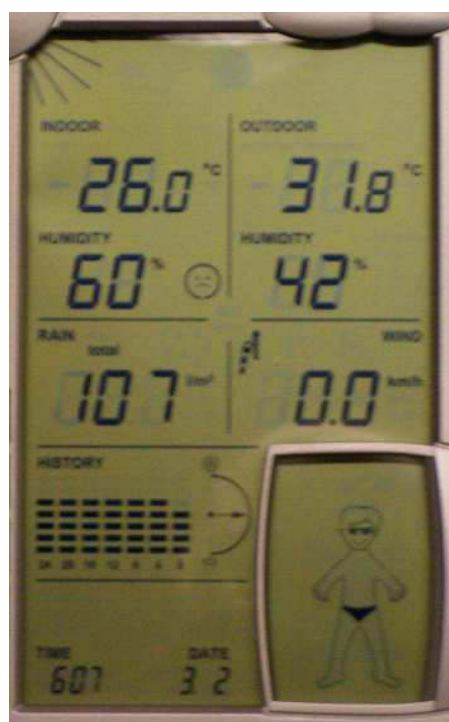 INDOOR OUTDOOR
26.0 °C 31.8 °C
HUMIDITY HUMIDITY
60 % 42 %
RAIN WIND
total
107 l/m² 0.0 km/h
HISTORY
24 20 16 12 8 4 0
TIME DATE
607 3. 2